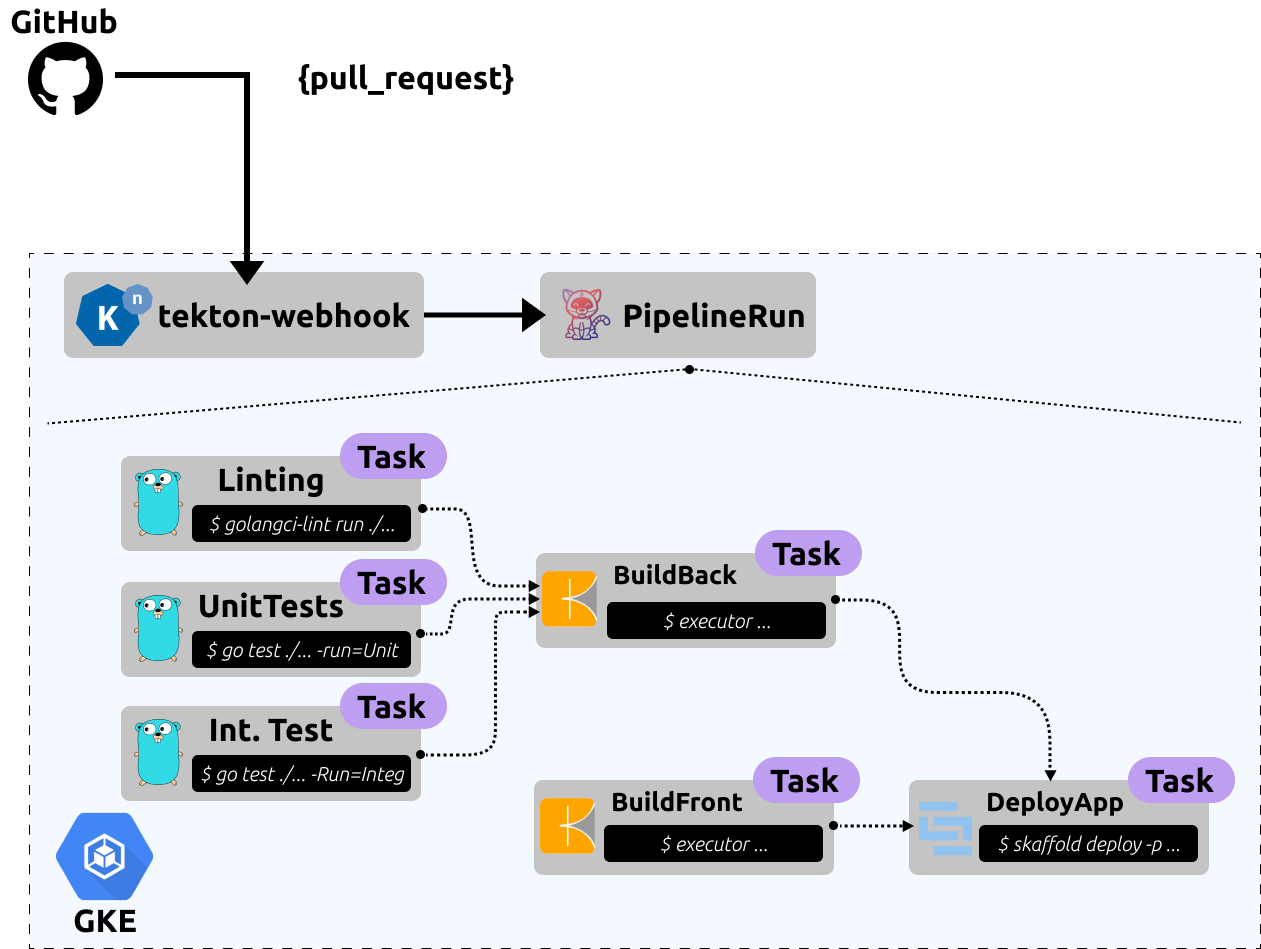 GitHub
{pull_request}
K
n
tekton-webhook
PipelineRun
Task
Linting
$ golangci-lint run ./...
Task
UnitTests
$ go test ./... -run=Unit
Task
Int. Test
$ go test ./... -Run=Integ
Task
BuildBack
$ executor ...
Task
BuildFront
$ executor ...
Task
DeployApp
$ skaffold deploy -p ...
GKE